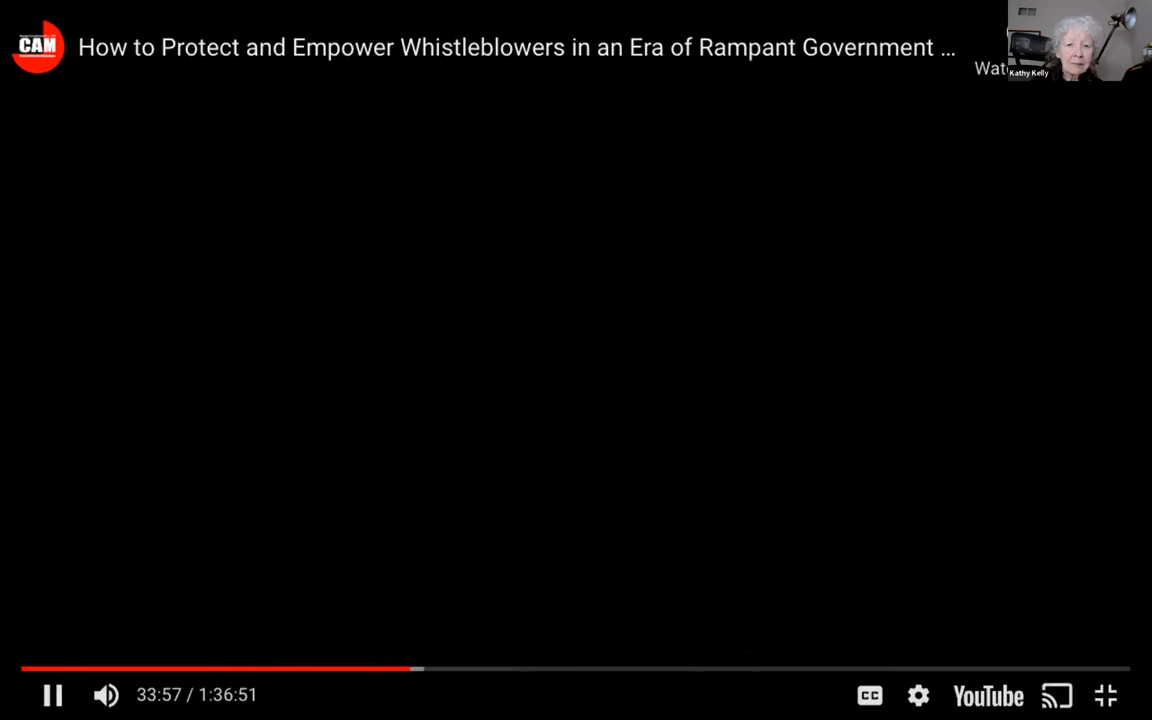 CAM
How to Protect and Empower Whistleblowers in an Era of Rampant Government ...
Wat
Kathy Kelly
33:57 / 1:36:51
CC
YouTube